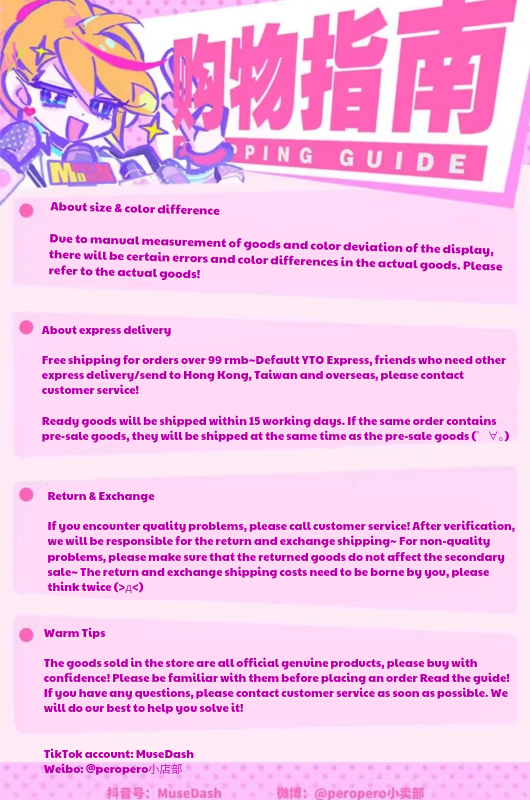 购物指南
PING GUIDE
About size & color difference
Due to manual measurement of goods and color deviation of the display,
there will be certain errors and color differences in the actual goods. Please
refer to the actual goods!
About express delivery
Free shipping for orders over 99 rmb~Default YTO Express, friends who need other
express delivery/send to Hong Kong, Taiwan and overseas, please contact
customer service!
Ready goods will be shipped within 15 working days. If the same order contains
pre-sale goods, they will be shipped at the same time as the pre-sale goods (゜∀。)
Return & Exchange
If you encounter quality problems, please call customer service! After verification,
we will be responsible for the return and exchange shipping~ For non-quality
problems, please make sure that the returned goods do not affect the secondary
sale~ The return and exchange shipping costs need to be borne by you, please
think twice (>д<)
Warm Tips
The goods sold in the store are all official genuine products, please buy with
confidence! Please be familiar with them before placing an order Read the guide!
If you have any questions, please contact customer service as soon as possible. We
will do our best to help you solve it!
TikTok account: MuseDash
Weibo: @peropero小店部
抖音号：MuseDash 微博：@peropero小卖部